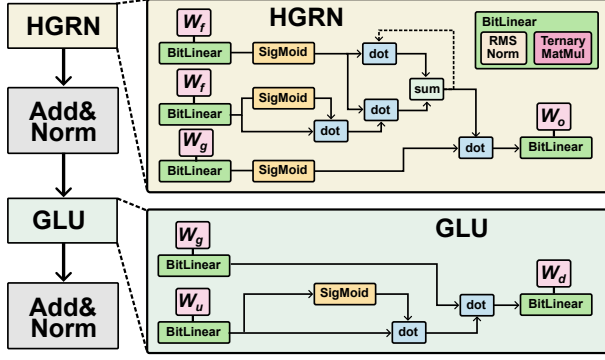 HGRN
Add&
Norm
GLU
Add&
Norm
HGRN
BitLinear
RMS
Norm
Ternary
MatMul
W_f
BitLinear
SigMoid
dot
sum
W_f
BitLinear
SigMoid
dot
dot
W_g
BitLinear
SigMoid
dot
W_o
BitLinear
GLU
W_g
BitLinear
W_u
BitLinear
SigMoid
dot
dot
W_d
BitLinear